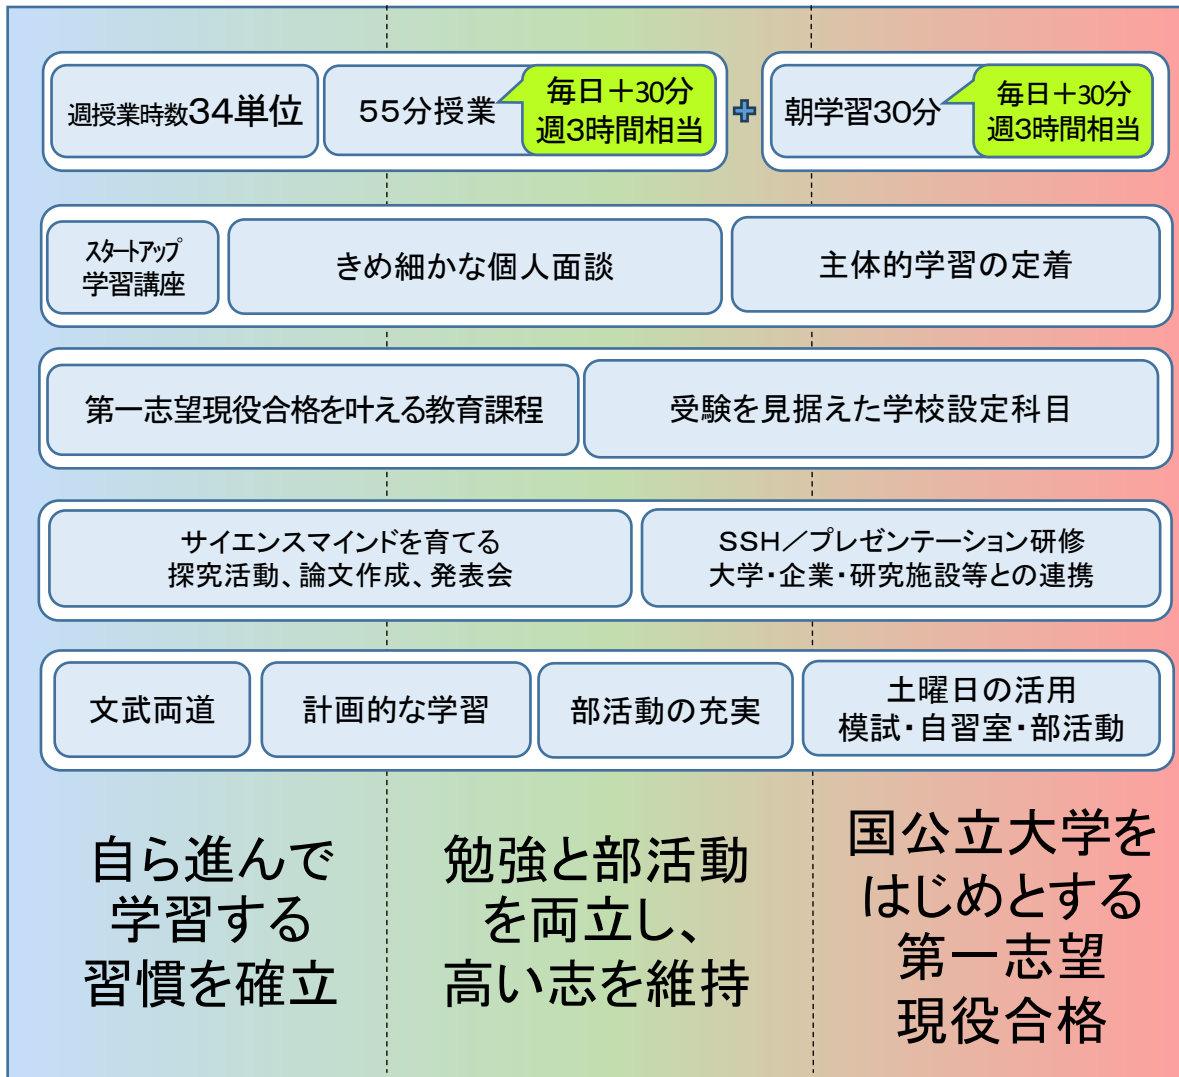 週授業時数34単位
55分授業
毎日＋30分
週3時間相当
朝学習30分
毎日＋30分
週3時間相当
スタートアップ
学習講座
きめ細かな個人面談
主体的学習の定着
第一志望現役合格を叶える教育課程
受験を見据えた学校設定科目
サイエンスマインドを育てる
探究活動、論文作成、発表会
SSH／プレゼンテーション研修
大学・企業・研究施設等との連携
文武両道
計画的な学習
部活動の充実
土曜日の活用
模試・自習室・部活動
自ら進んで
学習する
習慣を確立
勉強と部活動
を両立し、
高い志を維持
国公立大学を
はじめとする
第一志望
現役合格